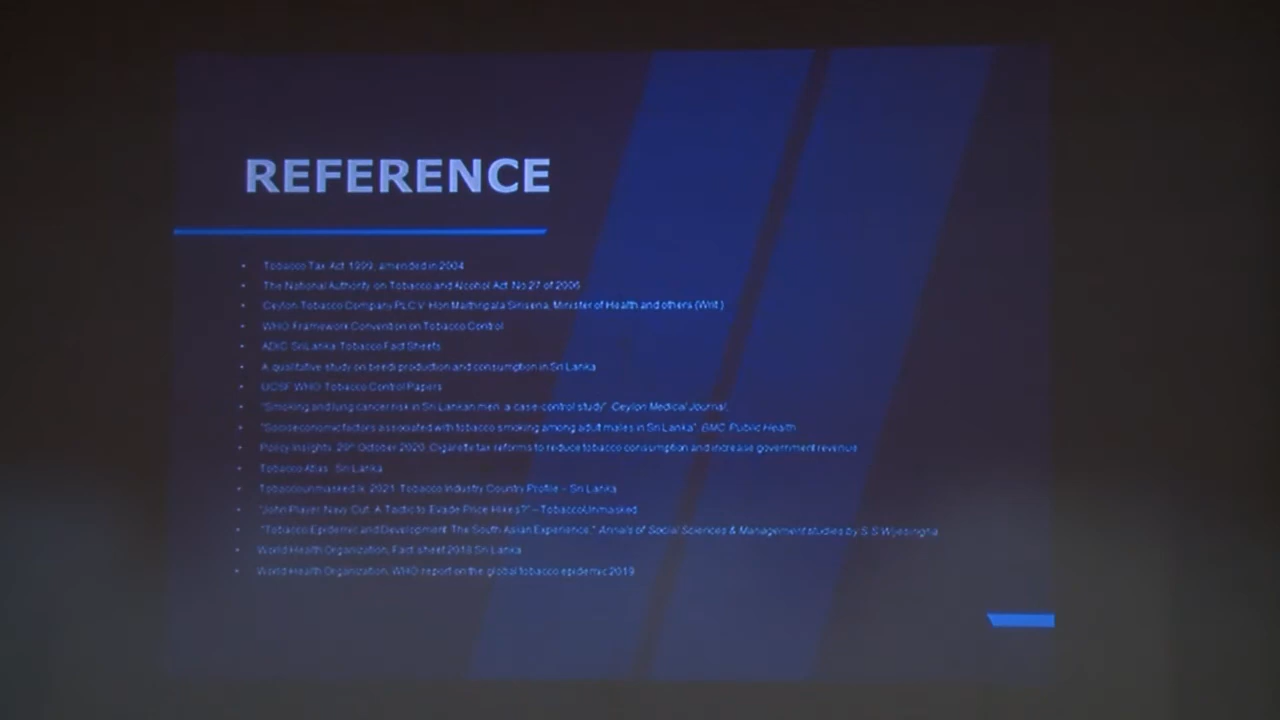 REFERENCE
• Tobacco Tax Act 1999, amended in 2004
• The National Authority on Tobacco and Alcohol Act No 27 of 2006
• Ceylon Tobacco Company PLC V Hon Maithripala Sirisena, Minister of Health and others (Writ)
• WHO Framework Convention on Tobacco Control
• ADIC Sri Lanka Tobacco Fact Sheets
• A qualitative study on beedi production and consumption in Sri Lanka
• UCSF WHO Tobacco Control Papers
• "Smoking and lung cancer risk in Sri Lankan men: a case-control study". Ceylon Medical Journal.
• "Socioeconomic factors associated with tobacco smoking among adult males in Sri Lanka". BMC Public Health
• Policy Insights. 29th October 2020. Cigarette tax reforms to reduce tobacco consumption and increase government revenue
• Tobacco Atlas: Sri Lanka
• Tobaccounmasked.lk. 2021. Tobacco Industry Country Profile – Sri Lanka
• "John Player Navy Cut: A Tactic to Evade Price Hikes?" – TobaccoUnmasked
• "Tobacco Epidemic and Development: The South Asian Experience." Annals of Social Sciences & Management studies by S S
• World Health Organization, Fact sheet 2018 Sri Lanka
• World Health Organization, WHO report on the global tobacco epidemic 2019